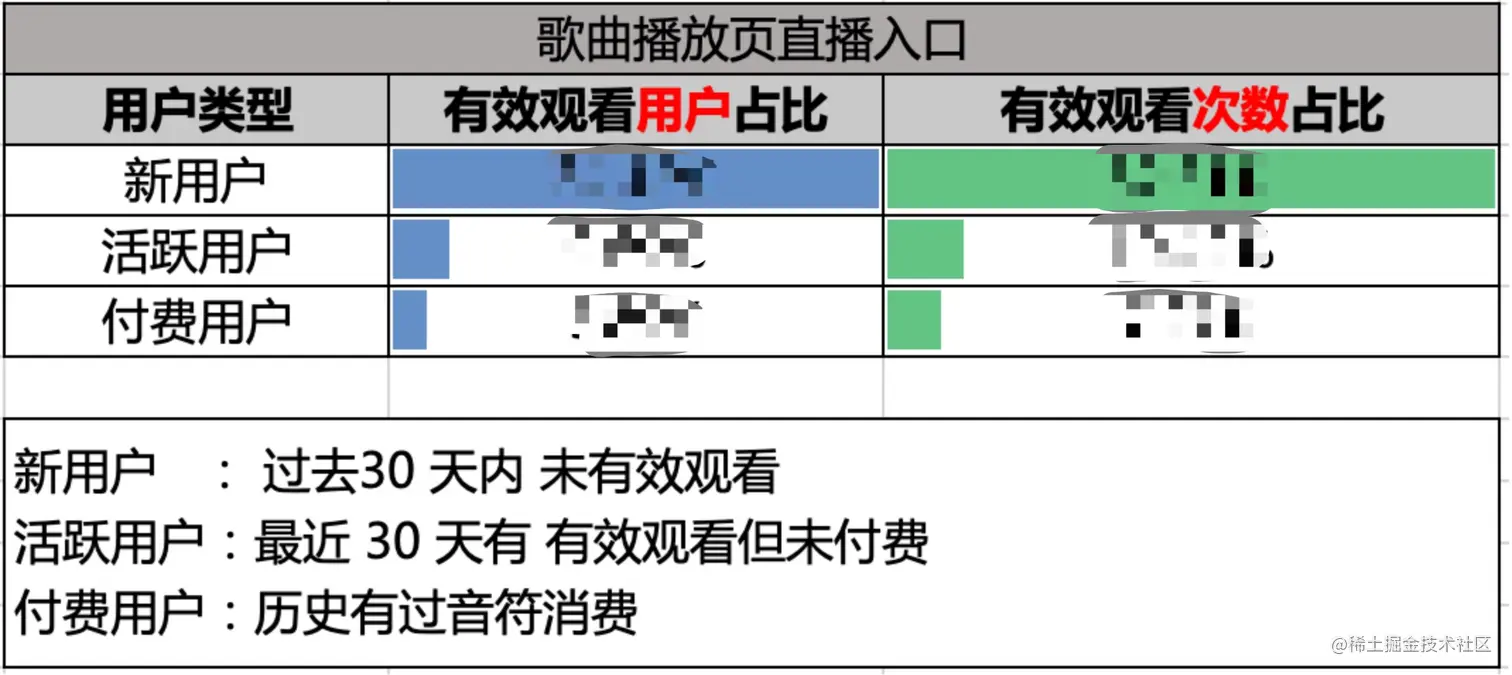 歌曲播放页直播入口
用户类型 有效观看用户占比 有效观看次数占比
新用户
活跃用户
付费用户
新用户 ： 过去30 天内 未有效观看
活跃用户：最近 30 天有 有效观看但未付费
付费用户：历史有过音符消费
@稀土掘金技术社区